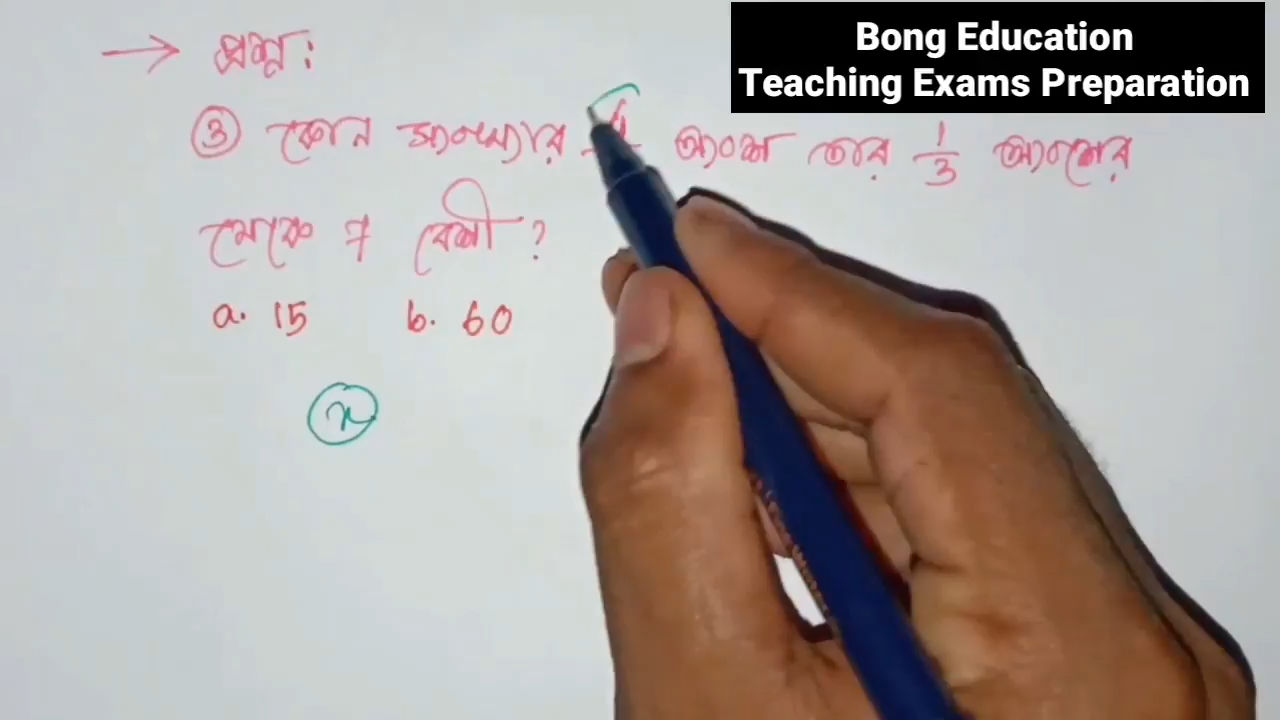 Bong Education
Teaching Exams Preparation
→ প্রশ্ন:
③ কোন সংখ্যার অংশ তার 1/3 অংশের
থেকে 7 বেশী ?
a. 15 b. 60
x